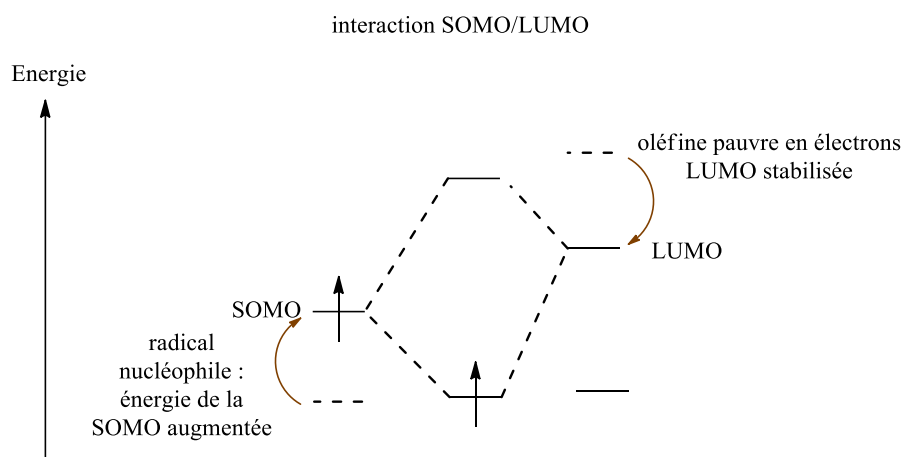 interaction SOMO/LUMO
Energie
oléfine pauvre en électrons
LUMO stabilisée
LUMO
SOMO
radical
nucléophile :
énergie de la
SOMO augmentée